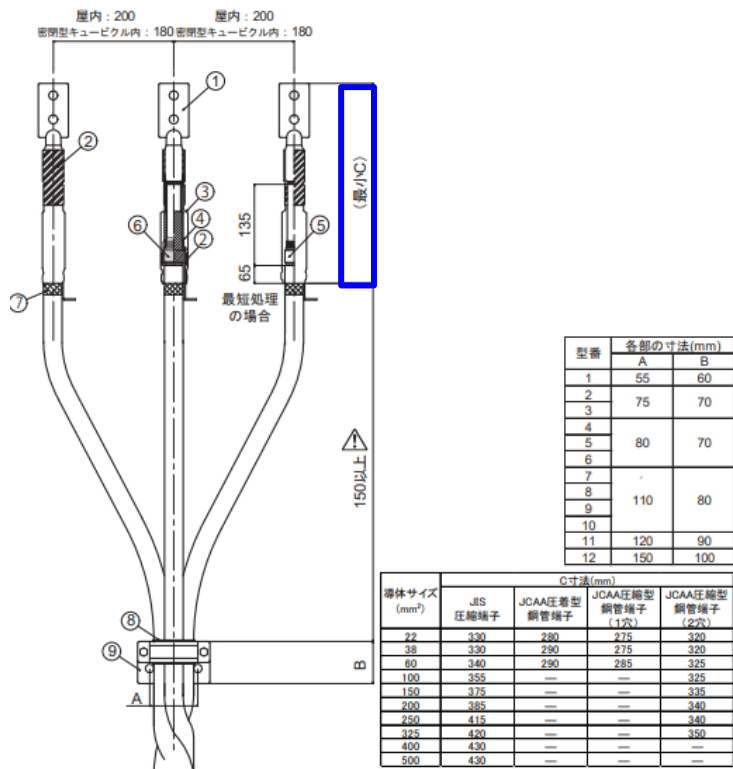 屋内：200 屋内：200
密閉型キュービクル内：180 密閉型キュービクル内：180
①
②
③
④
⑥
⑤
②
⑦
135
65
(最小C)
最短処理
の場合
150以上
⑧
⑨
A
B
型番 各部の寸法(mm)
A B
1 55 60
2 75 70
3
4 80 70
5
6
7 110 80
8
9
10
11 120 90
12 150 100
導体サイズ (mm²) C寸法(mm)
JIS 圧縮端子 JCAA圧着型 銅管端子 JCAA圧縮型 銅管端子 (1穴) JCAA圧縮型 銅管端子 (2穴)
22 330 280 275 320
38 330 290 275 320
60 340 290 285 325
100 355 — — 325
150 375 — — 335
200 385 — — 340
250 415 — — 340
325 420 — — 350
400 430 — — —
500 430 — — —